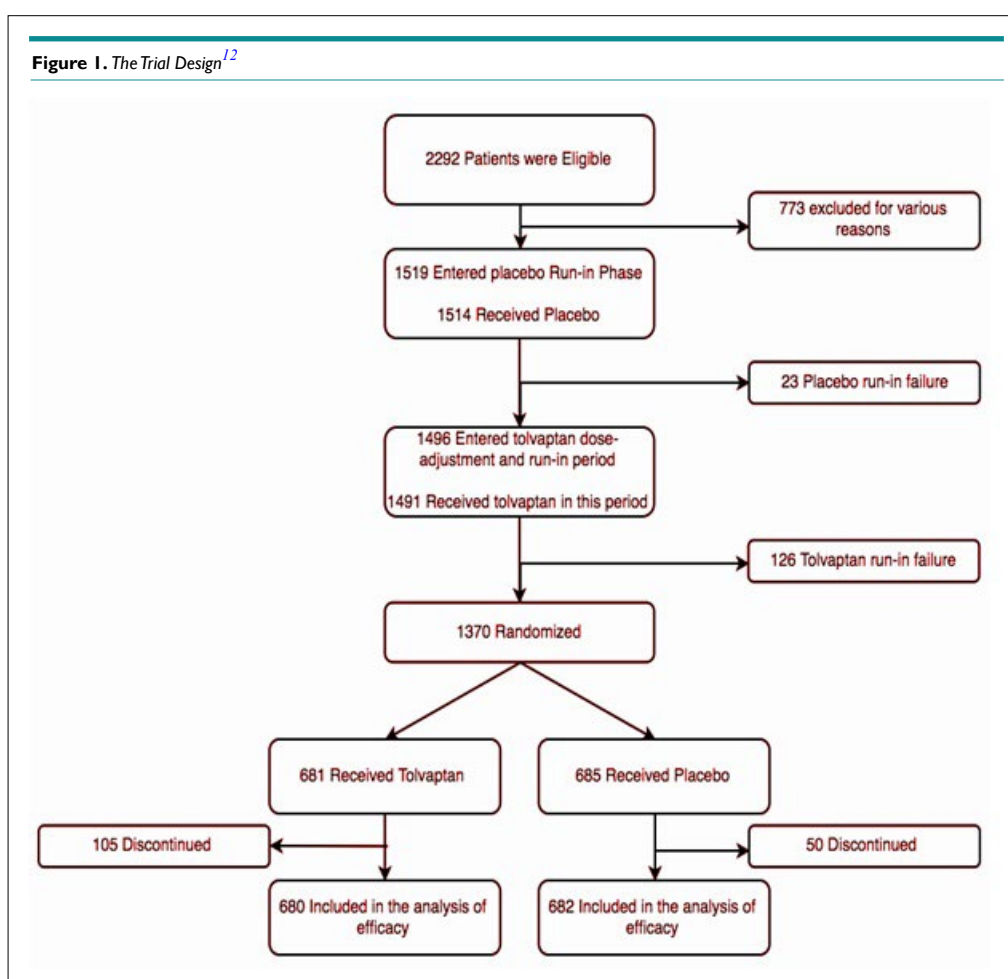 Figure 1. The Trial Design12
2292 Patients were Eligible
773 excluded for various
reasons
1519 Entered placebo Run-in Phase
1514 Received Placebo
23 Placebo run-in failure
1496 Entered tolvaptan dose-
adjustment and run-in period
1491 Received tolvaptan in this period
126 Tolvaptan run-in failure
1370 Randomized
681 Received Tolvaptan
685 Received Placebo
105 Discontinued
50 Discontinued
680 Included in the analysis of
efficacy
682 Included in the analysis of
efficacy